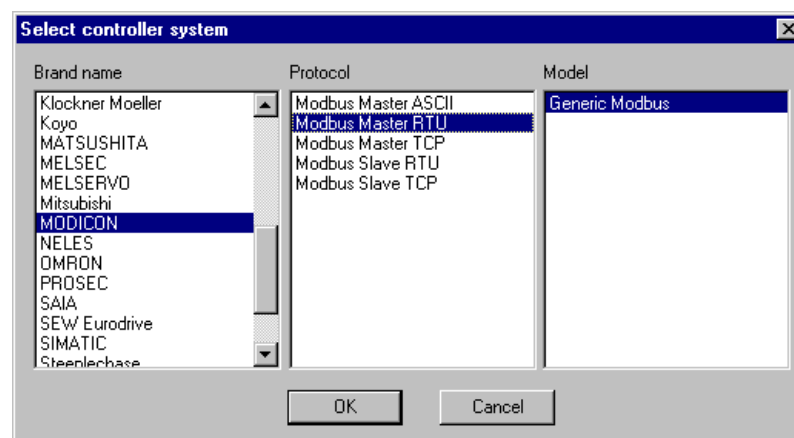 Select controller system
Brand name
Klockner Moeller
Koyo
MATSUSHITA
MELSEC
MELSERVO
Mitsubishi
MODICON
NELES
OMRON
PROSEC
SAIA
SEW Eurodrive
SIMATIC
Steeplechase
Protocol
Modbus Master ASCII
Modbus Master RTU
Modbus Master TCP
Modbus Slave RTU
Modbus Slave TCP
Model
Generic Modbus
OK
Cancel